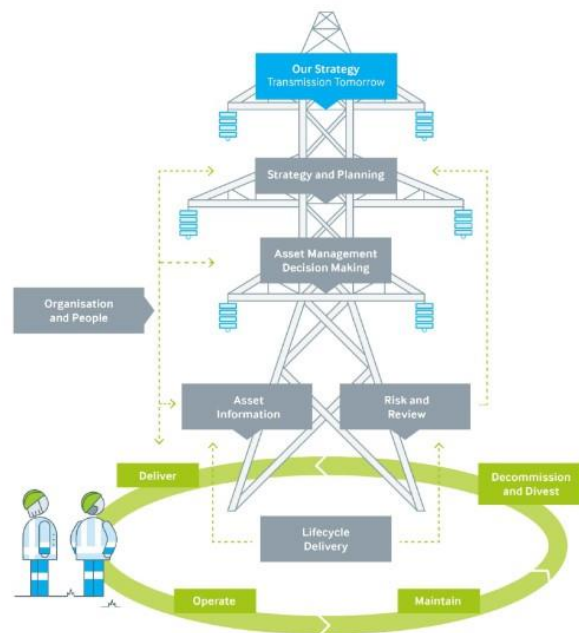 Our Strategy
Transmission Tomorrow
Strategy and Planning
Asset Management
Decision Making
Organisation
and People
Asset
Information
Risk and
Review
Deliver
Decommission
and Divest
Lifecycle
Delivery
Operate
Maintain